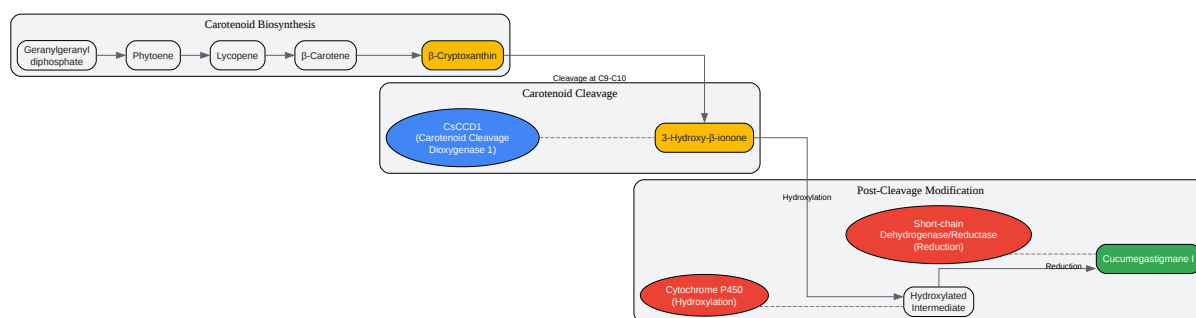 Carotenoid Biosynthesis
Geranylgeranyl
diphosphate
Phytoene
Lycopene
β-Carotene
β-Cryptoxanthin
Cleavage at C9-C10
Carotenoid Cleavage
CsCCD1
(Carotenoid Cleavage
Dioxygenase 1)
3-Hydroxy-β-ionone
Hydroxylation
Post-Cleavage Modification
Short-chain
Dehydrogenase/Reductase
(Reduction)
Cucumegastigmane I
Reduction
Cytochrome P450
(Hydroxylation)
Hydroxylated
Intermediate